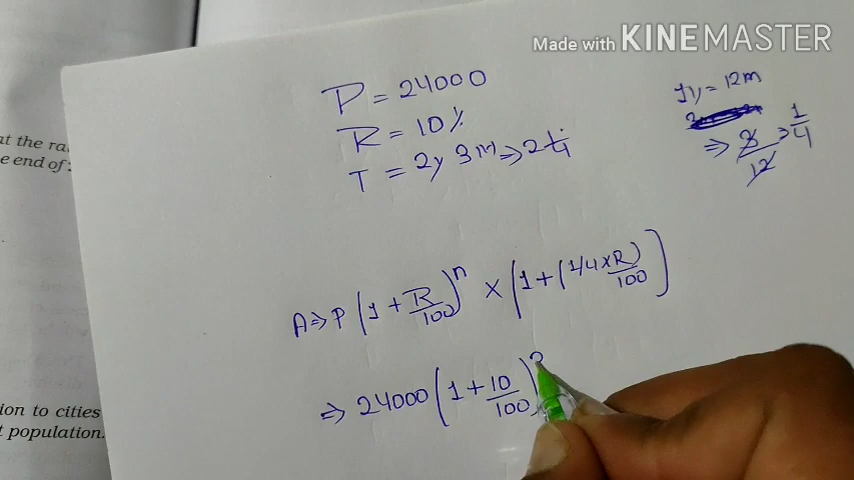 Made with KINEMASTER
at the ra
e end of
P = 24000
R = 10%
T = 2y 3m ⇒ 2 1/4
1y = 12m
⇒ 3/12 ⇒ 1/4
A ⇒ P (1 + R/100)^n × (1 + (1/4 × R)/100)
⇒ 24000 (1 + 10/100)
ion to cities
t population.